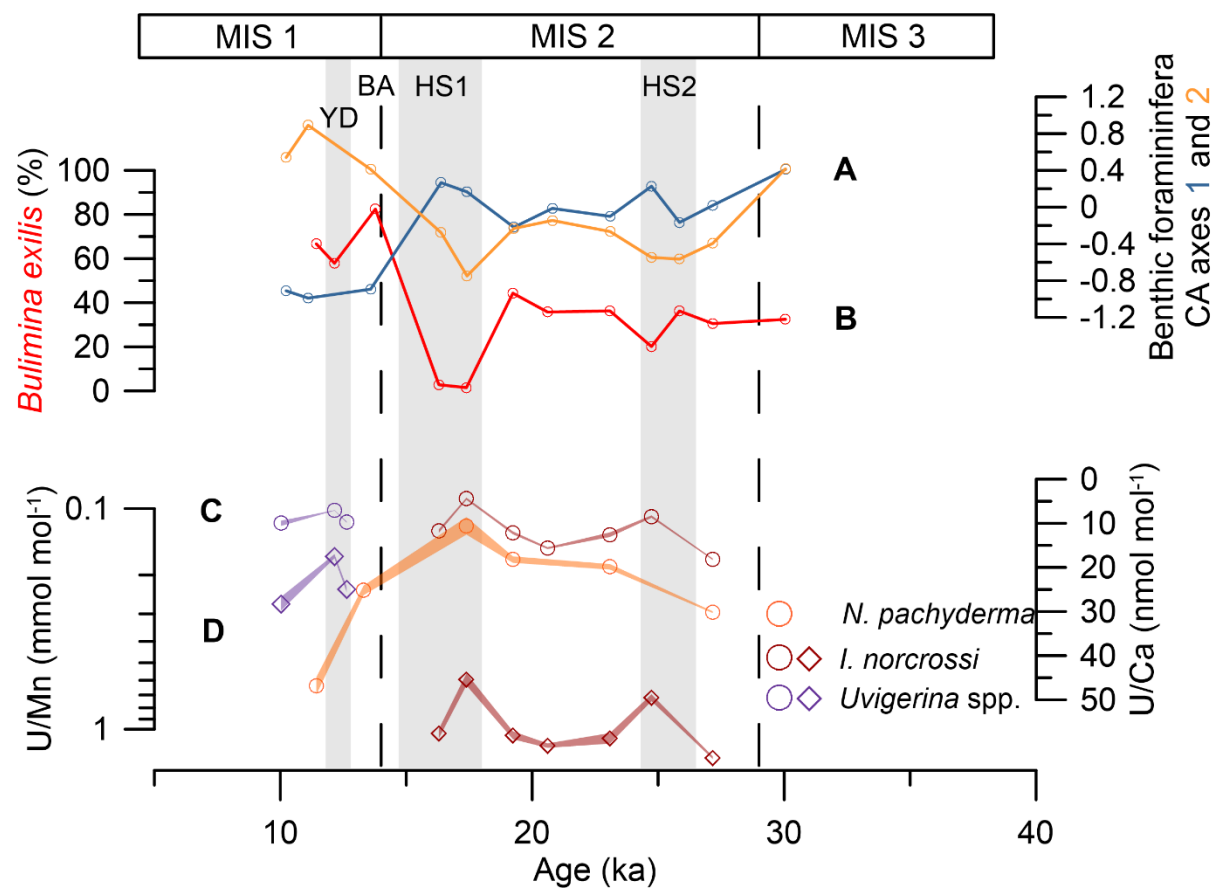 MIS 1 MIS 2 MIS 3
YD BA HS1 HS2
Bulimina exilis (%)
100
80
60
40
20
0
A
B
1.2
0.8
0.4
0
-0.4
-0.8
-1.2
Benthic foramininfera
CA axes 1 and 2
U/Mn (mmol mol⁻¹)
0.1
1
C
D
N. pachyderma
I. norcrossi
Uvigerina spp.
0
10
20
30
40
50
U/Ca (nmol mol⁻¹)
10 20 30 40
Age (ka)